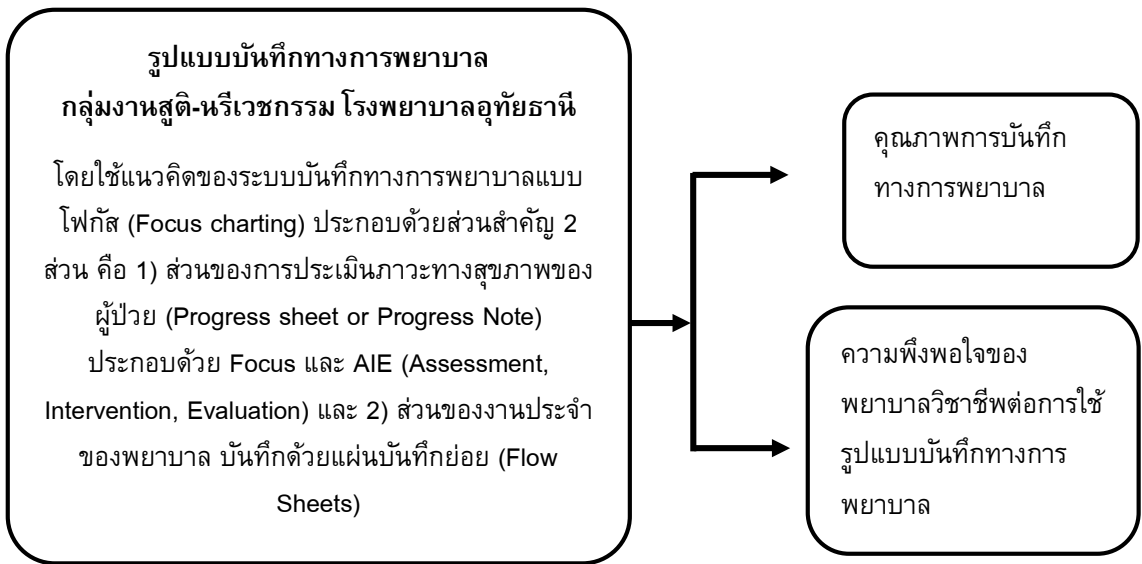 รูปแบบบันทึกทางการพยาบาล
กลุ่มงานสูติ-นรีเวชกรรม โรงพยาบาลอุทัยธานี
โดยใช้แนวคิดของระบบบันทึกทางการพยาบาลแบบ
โฟกัส (Focus charting) ประกอบด้วยส่วนสำคัญ 2
ส่วน คือ 1) ส่วนของการประเมินภาวะทางสุขภาพของ
ผู้ป่วย (Progress sheet or Progress Note)
ประกอบด้วย Focus และ AIE (Assessment,
Intervention, Evaluation) และ 2) ส่วนของงานประจำ
ของพยาบาล บันทึกด้วยแผ่นบันทึกย่อย (Flow
Sheets)
คุณภาพการบันทึก
ทางการพยาบาล
ความพึงพอใจของ
พยาบาลวิชาชีพต่อการใช้
รูปแบบบันทึกทางการ
พยาบาล